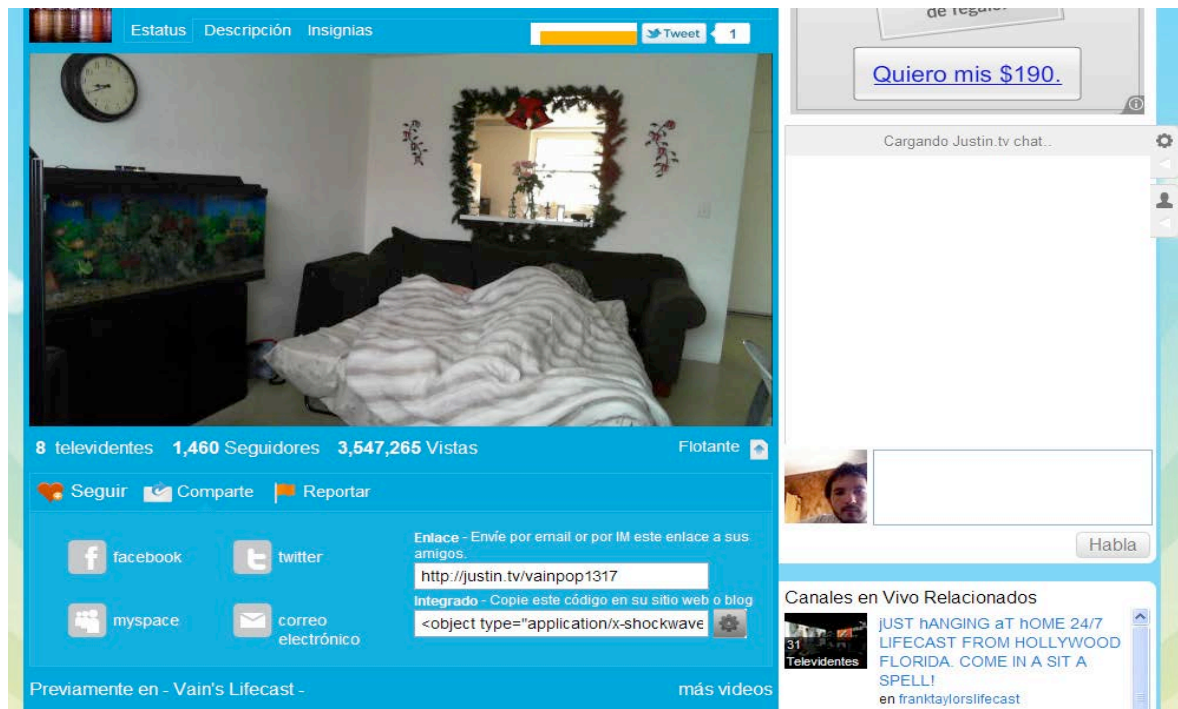 Estatus Descripción Insignias
Tweet 1
8 televidentes 1,460 Seguidores 3,547,265 Vistas
Flotante
Seguir Comparte Reportar
facebook
twitter
myspace
correo
electrónico
Enlace - Envíe por email or por IM este enlace a sus
amigos.
http://justin.tv/vainpop1317
Integrado - Copie este código en su sitio web o blog
<object type="application/x-shockwave
Previamente en - Vain's Lifecast -
más videos
de regalo
Quiero mis $190.
Cargando Justin.tv chat..
Habla
Canales en Vivo Relacionados
31
Televidentes
jUST hANGING aT hOME 24/7
LIFECAST FROM HOLLYWOOD
FLORIDA. COME IN A SIT A
SPELL!
en franktaylorslifecast